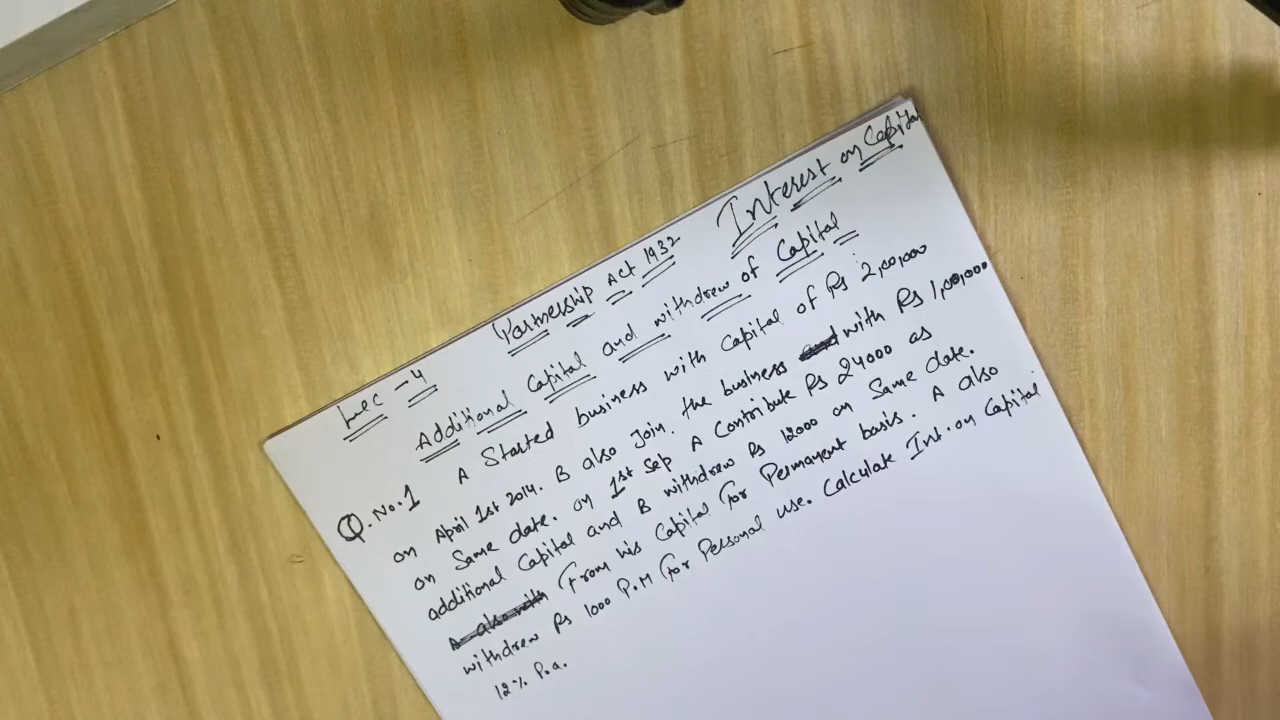 Interest on Capital
Partnership Act 1932
Lec - 4
Additional Capital and withdrew of Capital
Q.No.1 A Started business with Capital of Rs 2,00,000
on April 1st 2014. B also Join. the business with Rs 1,00,000
on Same date. on 1st Sep A Contribute Rs 24000 as
additional Capital and B withdrew Rs 12000 on Same date.
From his Capital for Permanent basis. A also
withdrew Rs 1000 P.M for Personal use. Calculate Int. on Capital
12% P.a.